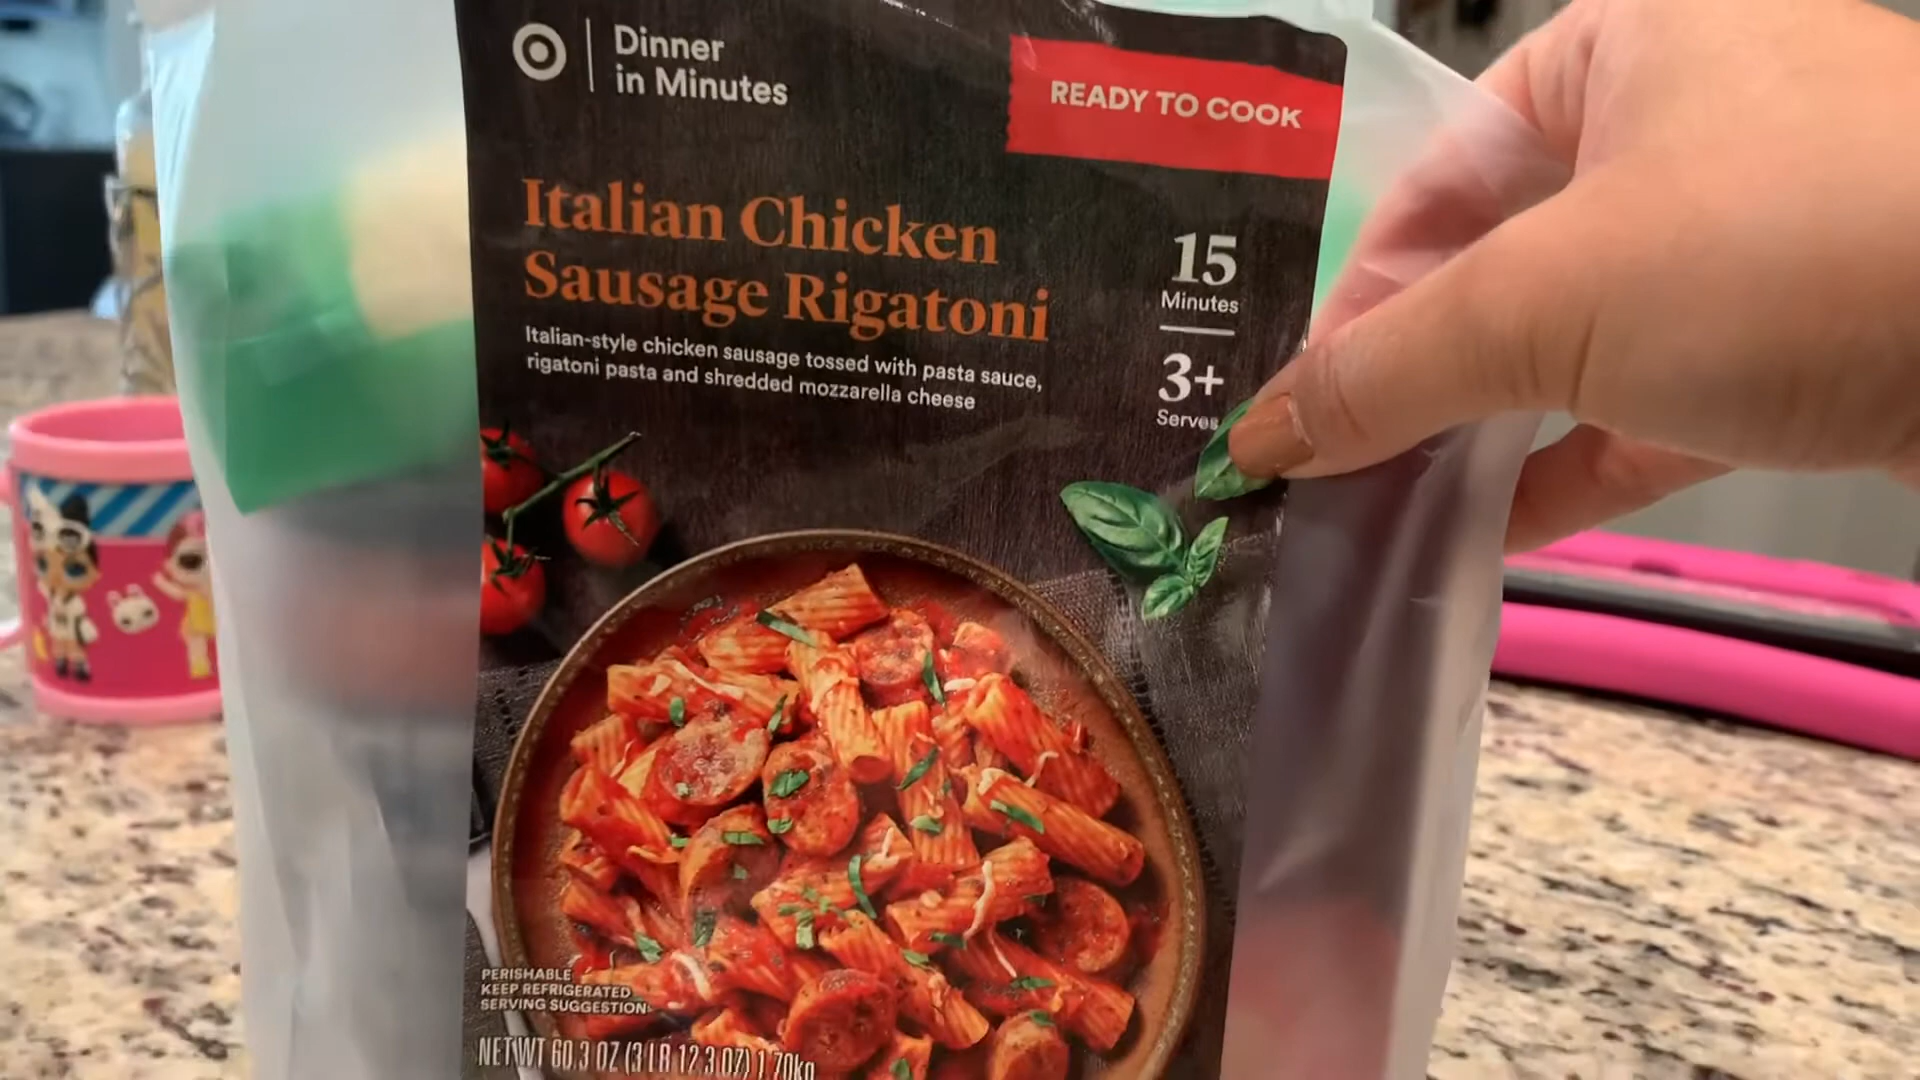 Dinner
in Minutes
READY TO COOK
Italian Chicken
Sausage Rigatoni
Italian-style chicken sausage tossed with pasta sauce,
rigatoni pasta and shredded mozzarella cheese
15
Minutes
3+
Serves
PERISHABLE
KEEP REFRIGERATED
SERVING SUGGESTION
NET WT 60.3 OZ (3 LB 12.3 OZ) 1.70kg